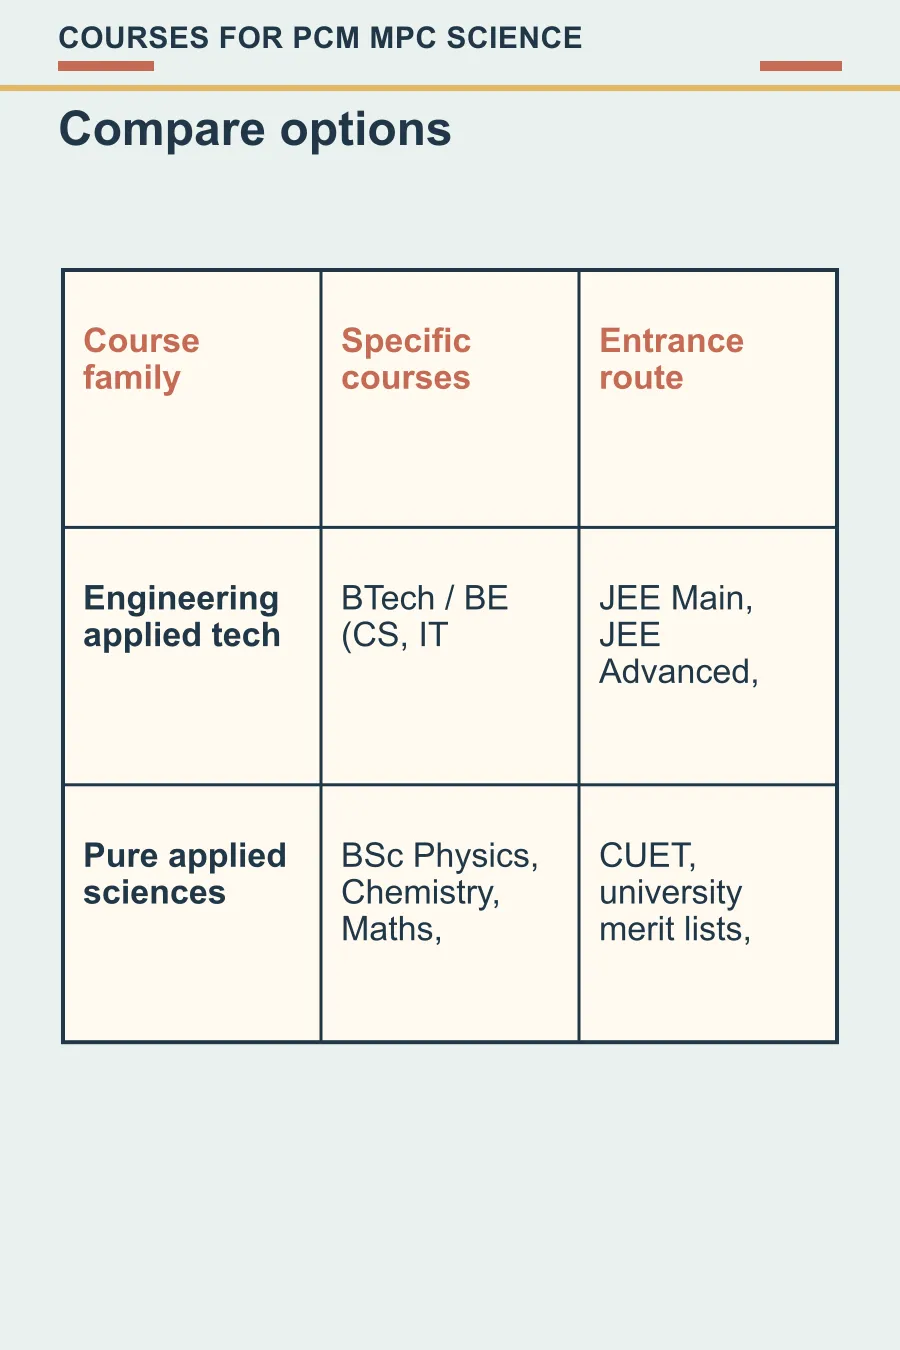 COURSES FOR PCM MPC SCIENCE
Compare options
Course
family
Specific
courses
Entrance
route
Engineering
applied tech
BTech / BE
(CS, IT
JEE Main,
JEE
Advanced,
Pure applied
sciences
BSc Physics,
Chemistry,
Maths,
CUET,
university
merit lists,